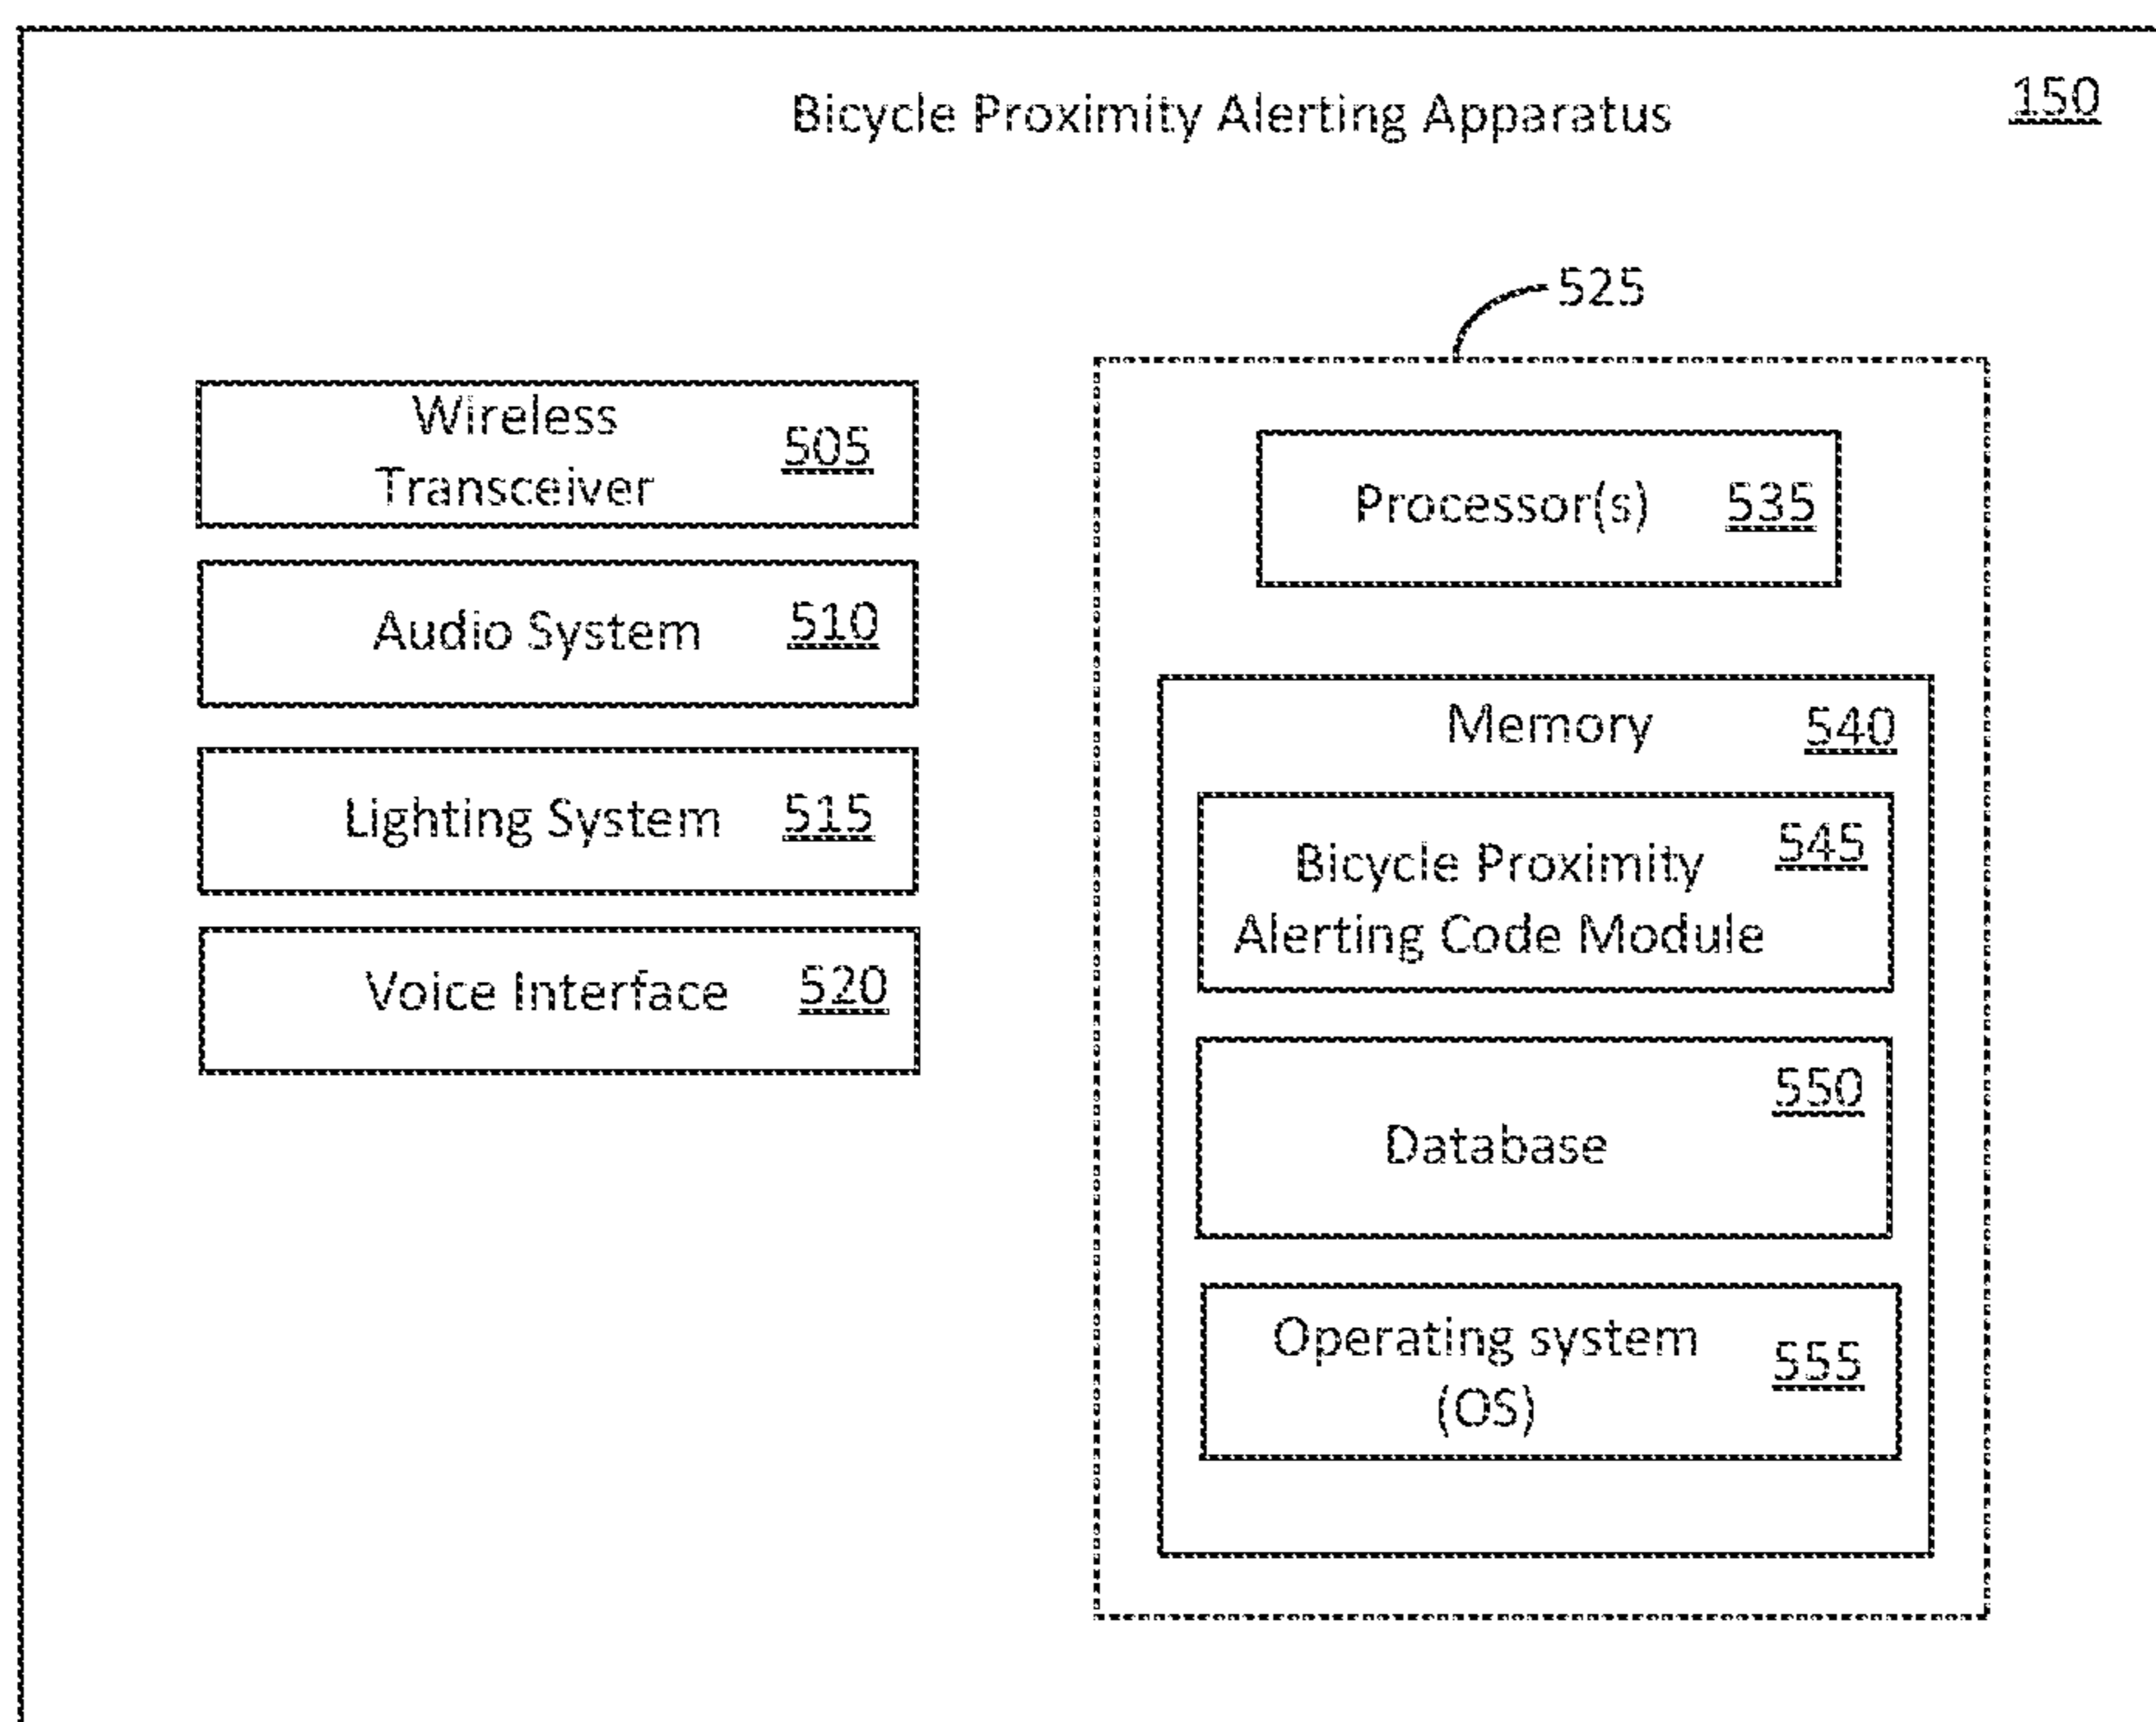 Bicycle Proximity Alerting Apparatus 150
525
Wireless
Transceiver 505
Audio System 510
Lighting System 515
Voice Interface 520
Processor(s) 535
Memory 540
Bicycle Proximity 545
Alerting Code Module
550
Database
Operating system
(OS) 555